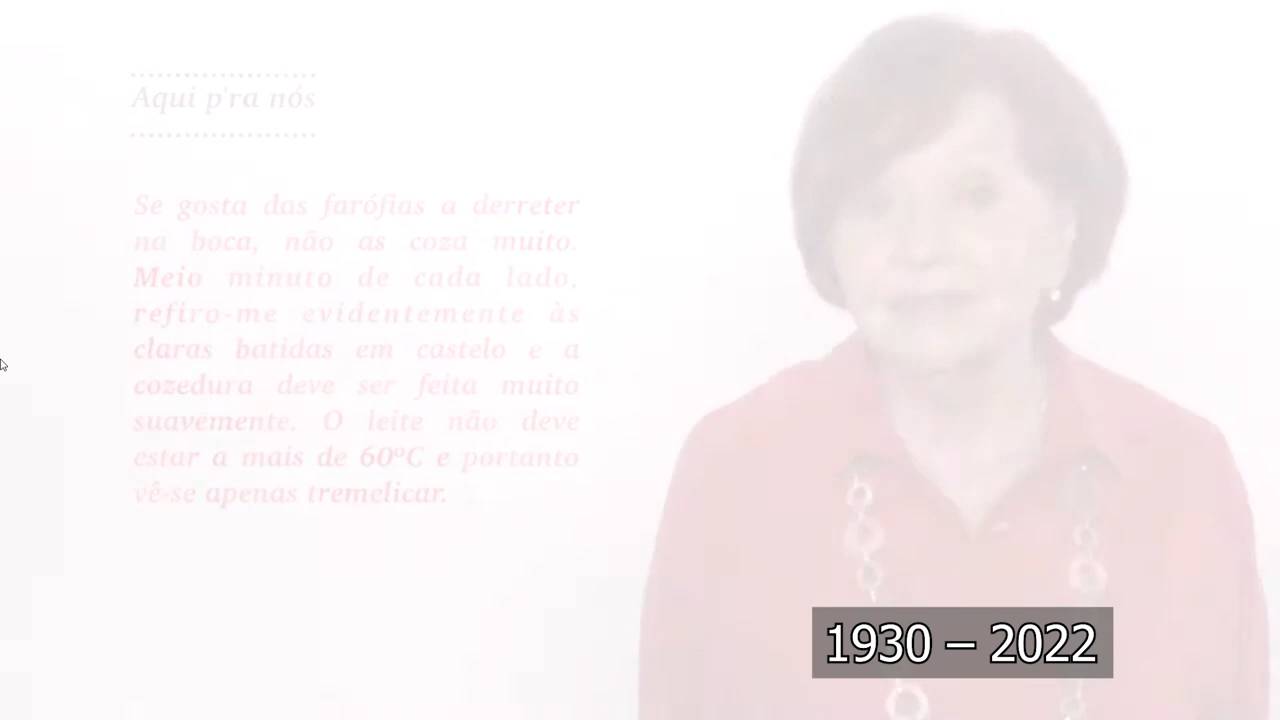 Aqui p'ra nós
Se gosta das farófias a derreter
na boca, não as coza muito.
Meio minuto de cada lado,
refiro-me evidentemente às
claras batidas em castelo e a
cozedura deve ser feita muito
suavemente. O leite não deve
estar a mais de 60ºC e portanto
vê-se apenas tremelicar.
1930 – 2022